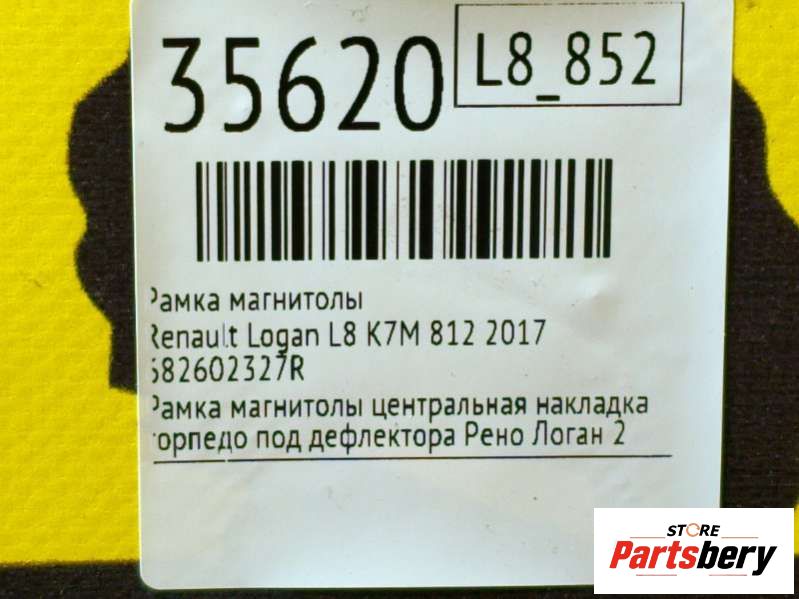 35620
L8_852
Рамка магнитолы
Renault Logan L8 K7M 812 2017
682602327R
Рамка магнитолы центральная накладка
торпедо под дефлектора Рено Логан 2
STORE
Partsbery